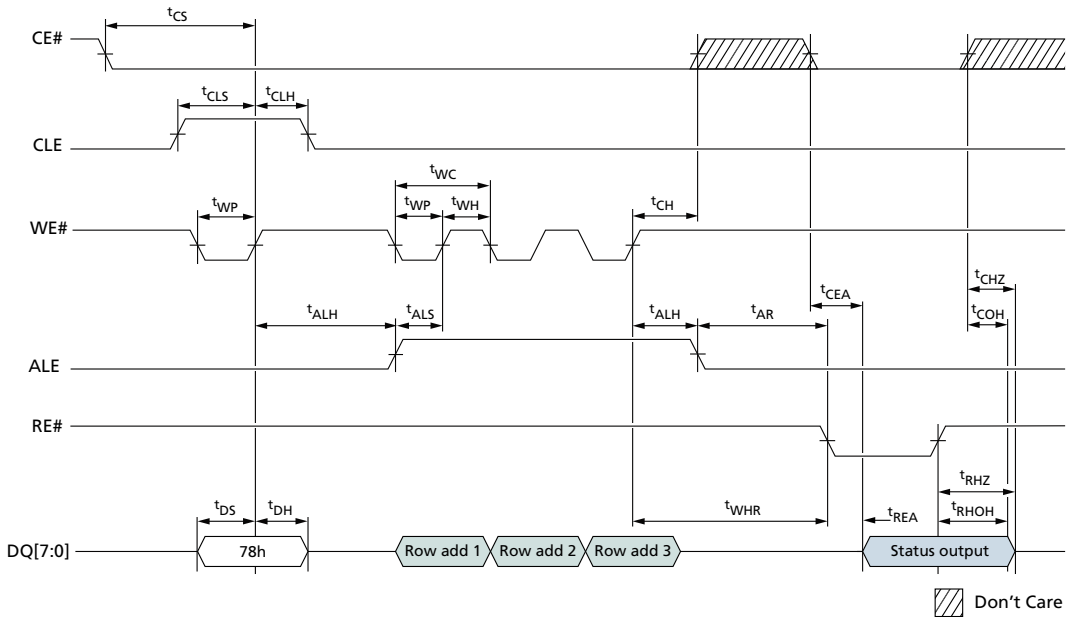 tCS
CE#
tCLS tCLH
CLE
tWC
tWP tWP tWH tCH
WE#
tCEA tCHZ
tALH tALS tALH tAR tCOH
ALE
RE#
tRHZ
tDS tDH tWHR tREA tRHOH
DQ[7:0] 78h Row add 1 Row add 2 Row add 3 Status output
Don't Care